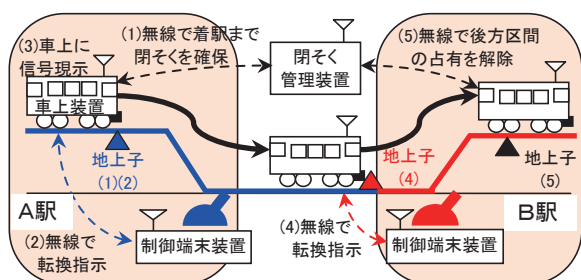 (3)車上に
信号現示
(1)無線で着駅まで
閉そくを確保
閉そく
管理装置
(5)無線で後方区間
の占有を解除
車上装置
地上子
(1)(2)
地上子
(4)
地上子
(5)
A駅
B駅
(2)無線で
転換指示
制御端末装置
(4)無線で
転換指示
制御端末装置